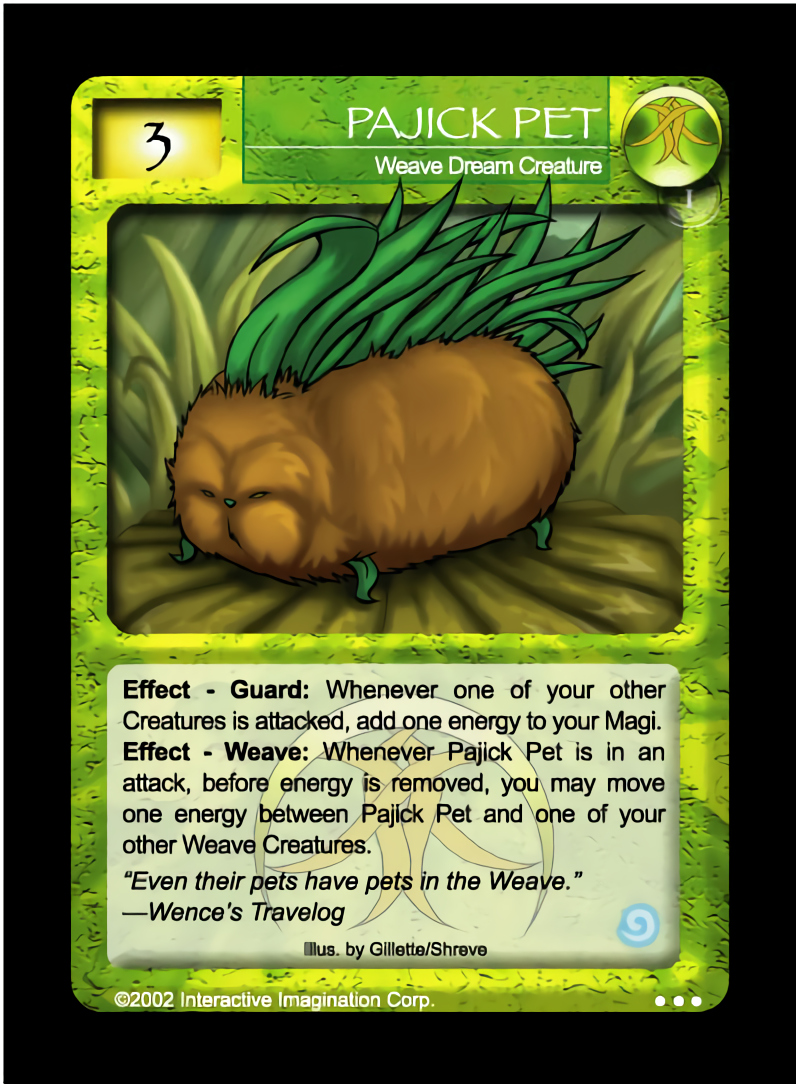 3
PAJICK PET
Weave Dream Creature
1
Effect - Guard: Whenever one of your other
Creatures is attacked, add one energy to your Magi.
Effect - Weave: Whenever Pajick Pet is in an
attack, before energy is removed, you may move
one energy between Pajick Pet and one of your
other Weave Creatures.
“Even their pets have pets in the Weave.”
—Wence's Travelog
Illus. by Gillette/Shreve
©2002 Interactive Imagination Corp.